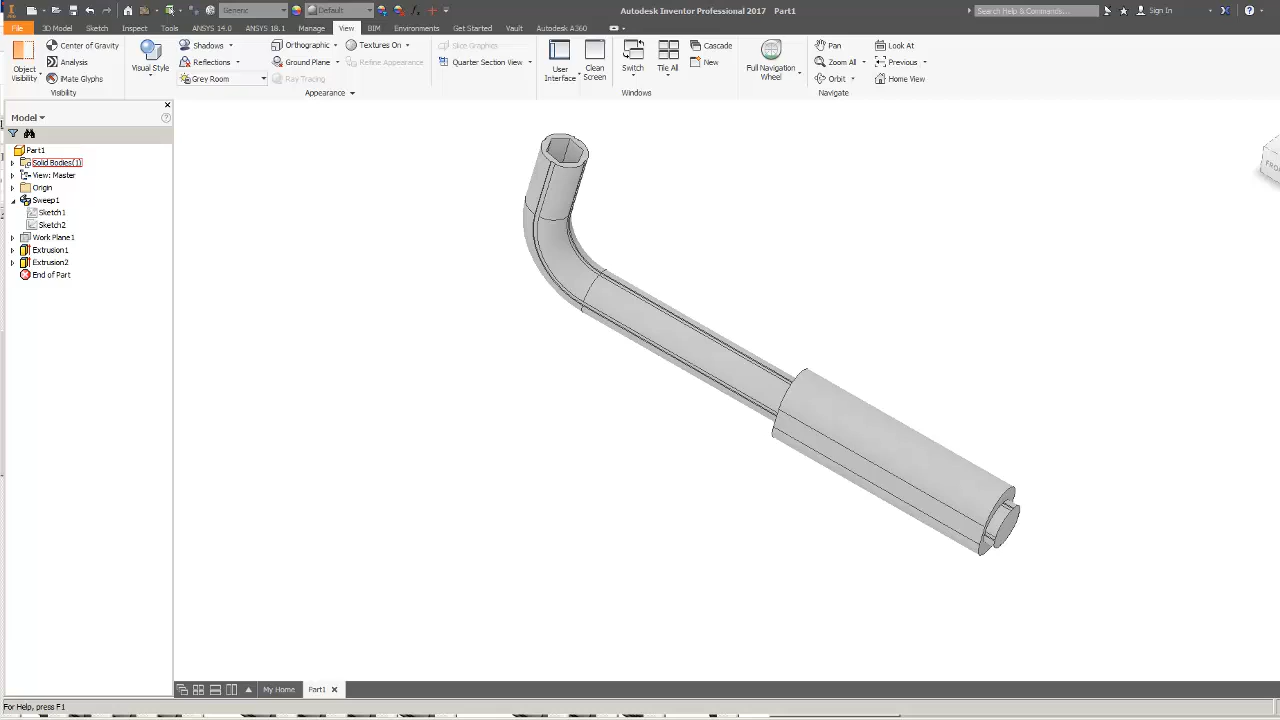 Generic
Default
Autodesk Inventor Professional 2017 Part1
Search Help & Commands...
Sign In
File 3D Model Sketch Inspect Tools ANSYS 14.0 ANSYS 18.1 Manage View BIM Environments Get Started Vault Autodesk A360
Object Visibility
Center of Gravity
Analysis
iMate Glyphs
Visibility
Visual Style
Shadows
Reflections
Grey Room
Orthographic
Ground Plane
Ray Tracing
Textures On
Refine Appearance
Appearance
Slice Graphics
Quarter Section View
User Interface
Clean Screen
Switch
Tile All
Cascade
New
Windows
Full Navigation Wheel
Pan
Zoom All
Orbit
Look At
Previous
Home View
Navigate
Model
Part1
Solid Bodies(1)
View: Master
Origin
Sweep1
Sketch1
Sketch2
Work Plane1
Extrusion1
Extrusion2
End of Part
My Home
Part1
For Help, press F1